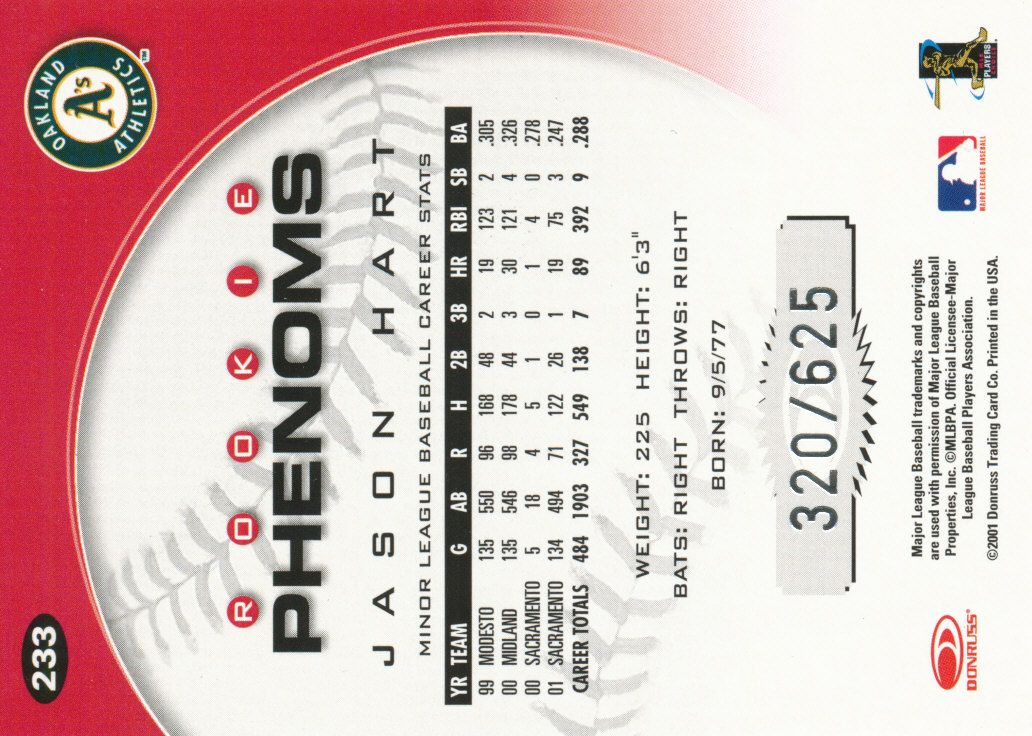 233
OAKLAND ATHLETICS
A's
TM
ROOKIE
PHENOMS
JASON HART
MINOR LEAGUE BASEBALL CAREER STATS
YR TEAM G AB R H 2B 3B HR RBI SB BA
99 MODESTO 135 550 96 168 48 2 19 123 2 .305
00 MIDLAND 135 546 98 178 44 3 30 121 4 .326
00 SACRAMENTO 5 18 4 5 1 0 1 4 0 .278
01 SACRAMENTO 134 494 71 122 26 1 19 75 3 .247
CAREER TOTALS 484 1903 327 549 138 7 89 392 9 .288
WEIGHT: 225 HEIGHT: 6'3"
BATS: RIGHT THROWS: RIGHT
BORN: 9/5/77
320/625
DONRUSS®
Major League Baseball trademarks and copyrights
are used with permission of Major League Baseball
Properties, Inc. ©MLBPA. Official Licensee-Major
League Baseball Players Association.
©2001 Donruss Trading Card Co. Printed in the USA.
MAJOR LEAGUE BASEBALL
PLAYERS
CHOICE